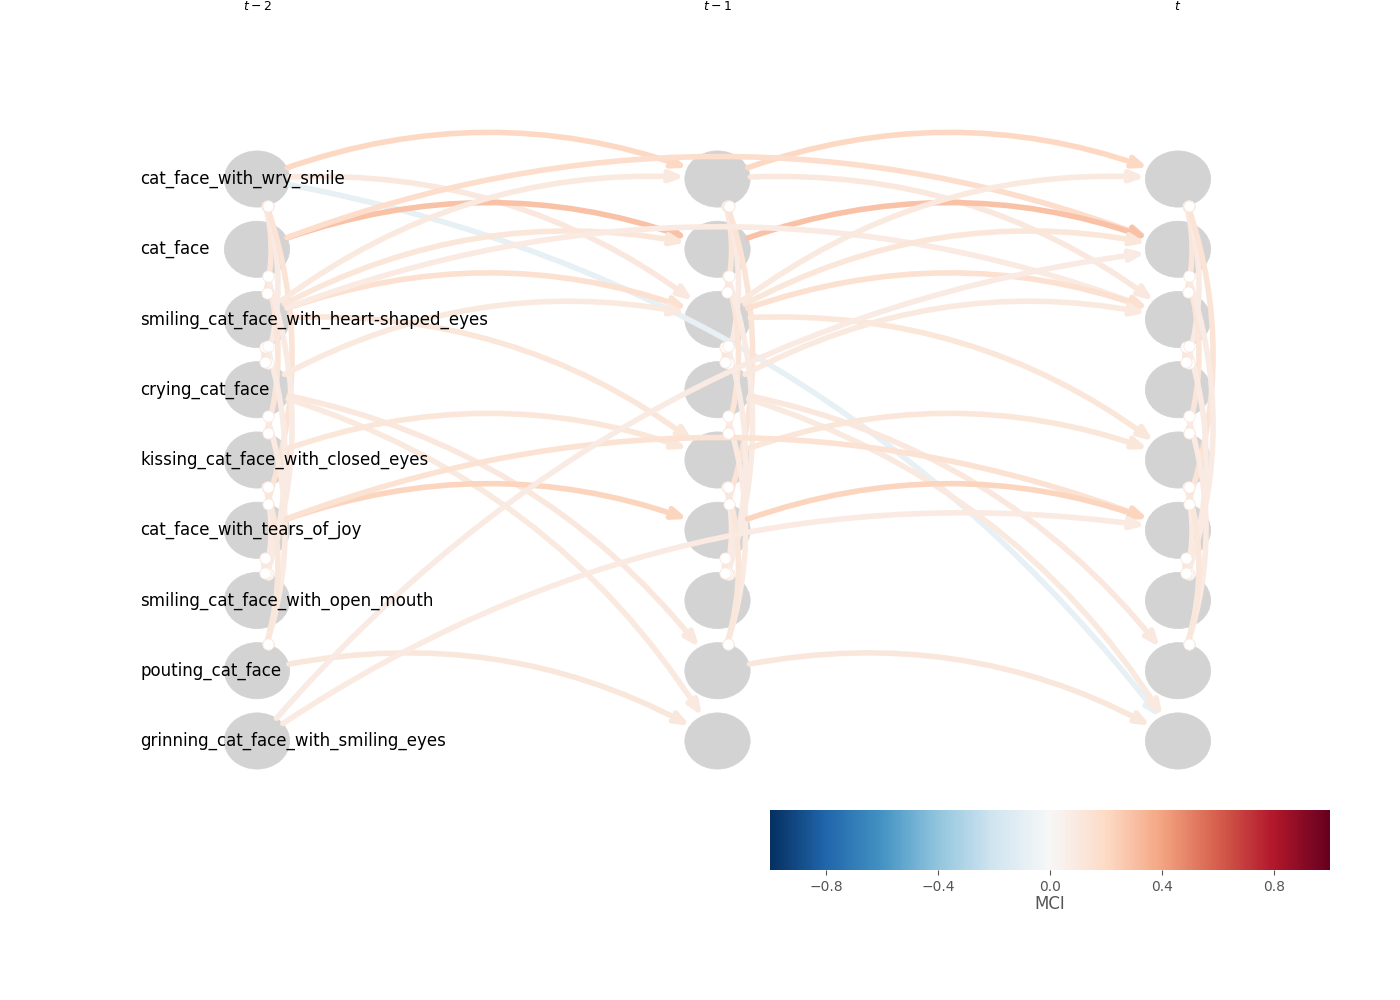 t − 2 t − 1 t
cat_face_with_wry_smile
cat_face
smiling_cat_face_with_heart-shaped_eyes
crying_cat_face
kissing_cat_face_with_closed_eyes
cat_face_with_tears_of_joy
smiling_cat_face_with_open_mouth
pouting_cat_face
grinning_cat_face_with_smiling_eyes
−0.8 −0.4 0.0 0.4 0.8
MCI